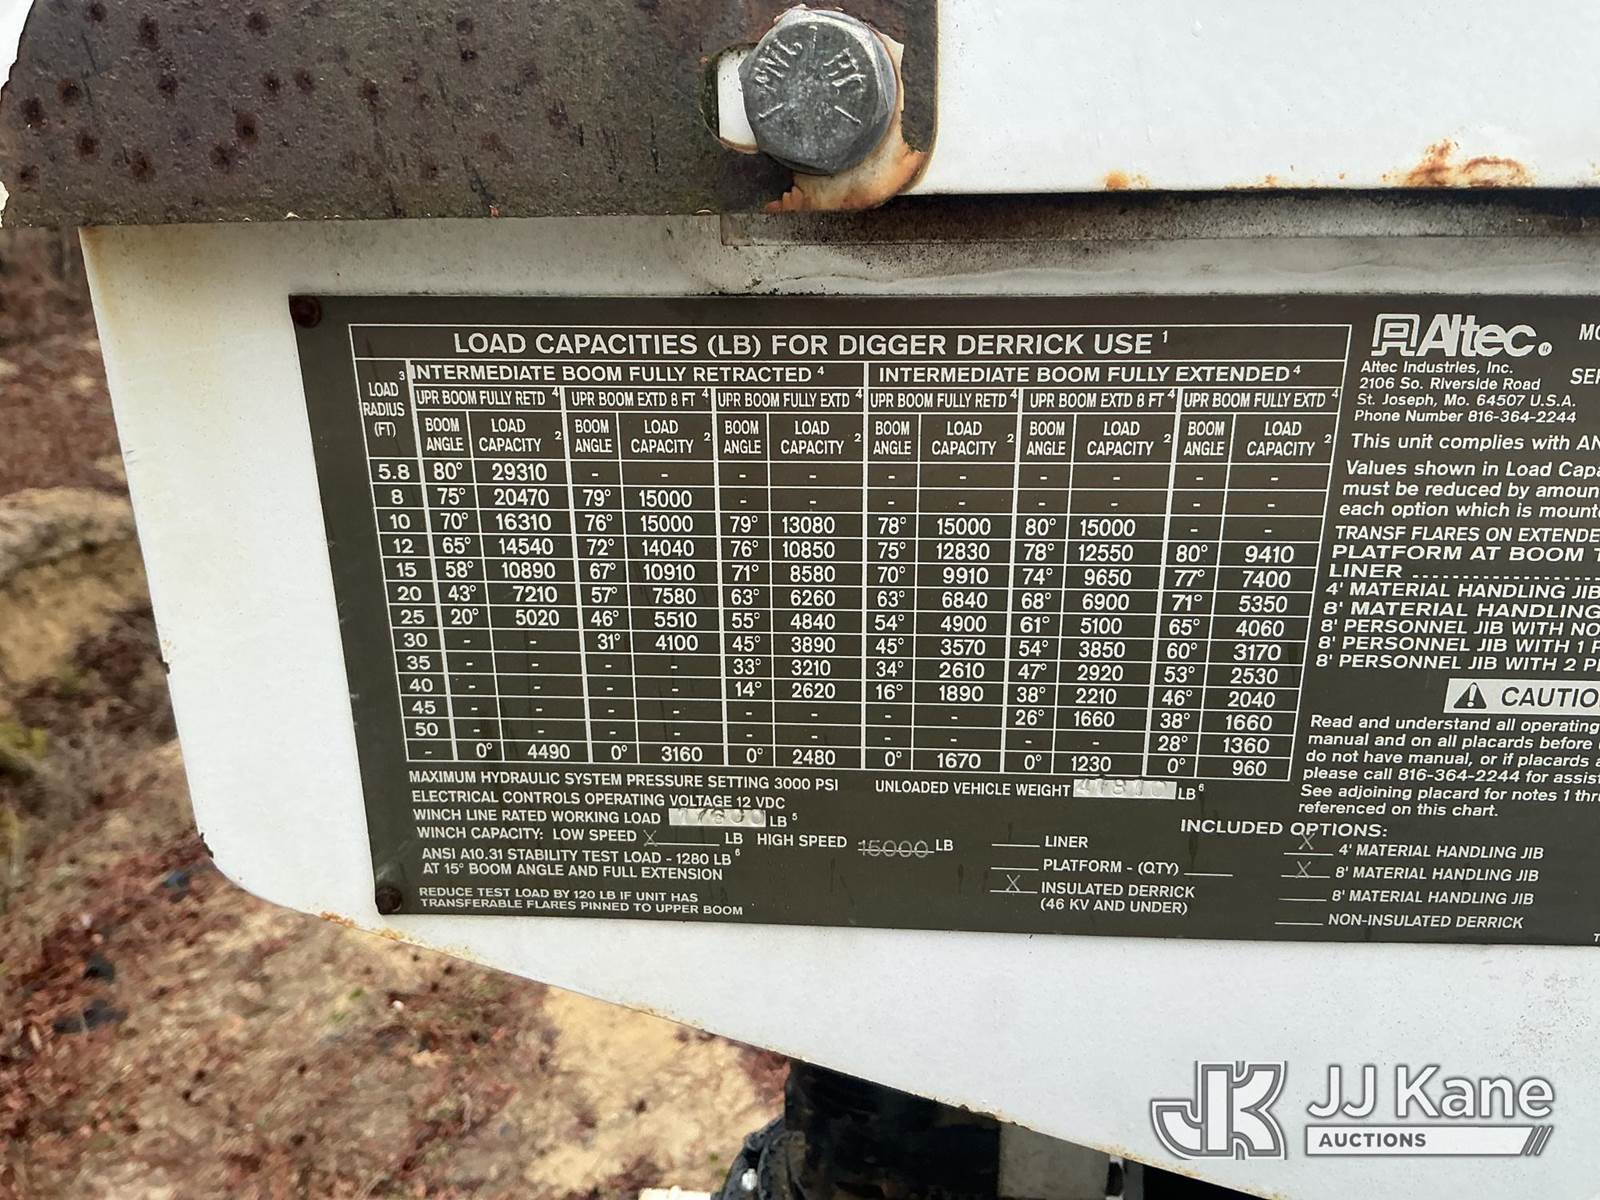 LOAD CAPACITIES (LB) FOR DIGGER DERRICK USE 1
LOAD RADIUS (FT) 3
INTERMEDIATE BOOM FULLY RETRACTED 4 INTERMEDIATE BOOM FULLY EXTENDED 4
UPR BOOM FULLY RETD 4 UPR BOOM EXTD 8 FT 4 UPR BOOM FULLY EXTD 4 UPR BOOM FULLY RETD 4 UPR BOOM EXTD 8 FT 4 UPR BOOM FULLY EXTD 4
BOOM ANGLE LOAD CAPACITY 2 BOOM ANGLE LOAD CAPACITY 2 BOOM ANGLE LOAD CAPACITY 2 BOOM ANGLE LOAD CAPACITY 2 BOOM ANGLE LOAD CAPACITY 2 BOOM ANGLE LOAD CAPACITY 2
5.8 80° 29310 - - - - - - - - - -
8 75° 20470 79° 15000 - - - - - - - -
10 70° 16310 76° 15000 79° 13080 78° 15000 80° 15000 - -
12 65° 14540 72° 14040 76° 10850 75° 12830 78° 12550 80° 9410
15 58° 10890 67° 10910 71° 8580 70° 9910 74° 9650 77° 7400
20 43° 7210 57° 7580 63° 6260 63° 6840 68° 6900 71° 5350
25 20° 5020 46° 5510 55° 4840 54° 4900 61° 5100 65° 4060
30 - - 31° 4100 45° 3890 45° 3570 54° 3850 60° 3170
35 - - - - 33° 3210 34° 2610 47° 2920 53° 2530
40 - - - - 14° 2620 16° 1890 38° 2210 46° 2040
45 - - - - - - - - 26° 1660 38° 1660
50 - - - - - - - - - - 28° 1360
- 0° 4490 0° 3160 0° 2480 0° 1670 0° 1230 0° 960
MAXIMUM HYDRAULIC SYSTEM PRESSURE SETTING 3000 PSI
ELECTRICAL CONTROLS OPERATING VOLTAGE 12 VDC
WINCH LINE RATED WORKING LOAD 17600 LB 5
WINCH CAPACITY: LOW SPEED X LB HIGH SPEED 15000 LB
ANSI A10.31 STABILITY TEST LOAD - 1280 LB 6
AT 15° BOOM ANGLE AND FULL EXTENSION
REDUCE TEST LOAD BY 120 LB IF UNIT HAS
TRANSFERABLE FLARES PINNED TO UPPER BOOM
UNLOADED VEHICLE WEIGHT LB 6
LINER
PLATFORM - (QTY)
X INSULATED DERRICK
(46 KV AND UNDER)
INCLUDED OPTIONS:
X 4' MATERIAL HANDLING JIB
X 8' MATERIAL HANDLING JIB
8' MATERIAL HANDLING JIB
NON-INSULATED DERRICK
Altec
Altec Industries, Inc.
2106 So. Riverside Road
St. Joseph, Mo. 64507 U.S.A.
Phone Number 816-364-2244
This unit complies with AN
Values shown in Load Capa
must be reduced by amoun
each option which is mount
TRANSF FLARES ON EXTENDE
PLATFORM AT BOOM T
LINER
4' MATERIAL HANDLING JIB
8' MATERIAL HANDLING
8' PERSONNEL JIB WITH NO
8' PERSONNEL JIB WITH 1 P
8' PERSONNEL JIB WITH 2 P
CAUTIO
Read and understand all operating
manual and on all placards before
do not have manual, or if placards a
please call 816-364-2244 for assist
See adjoining placard for notes 1 thr
referenced on this chart.
JK JJ Kane
AUCTIONS